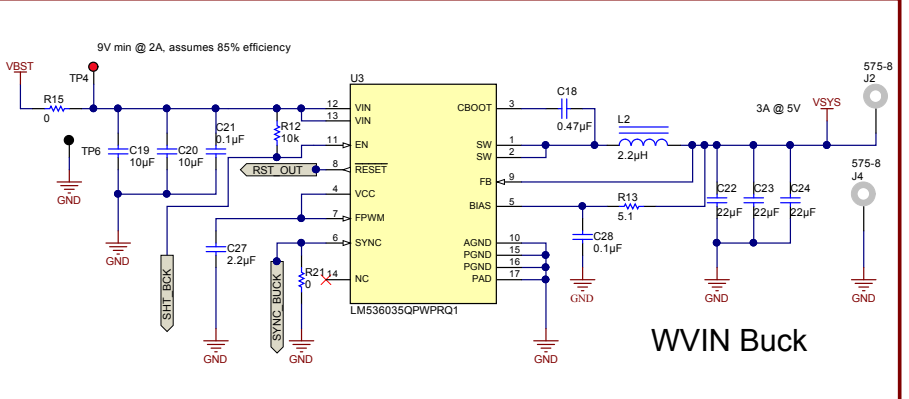 9V min @ 2A, assumes 85% efficiency
VBST
TP4
R15
0
TP6
GND
C19
10µF
C20
10µF
C21
0.1µF
GND
R12
10k
RST_OUT
SHT_BCK
C27
2.2µF
GND
SYNC_BUCK
R21
0
GND
U3
12 VIN
13 VIN
11 EN
8 RESET
4 VCC
7 FPWM
6 SYNC
14 NC
CBOOT 3
SW 1
SW 2
FB 9
BIAS 5
AGND 10
PGND 15
PGND 16
PAD 17
LM536035QPWPRQ1
C18
0.47µF
L2
2.2µH
R13
5.1
C28
0.1µF
GND
GND
3A @ 5V
VSYS
575-8
J2
575-8
J4
C22
22µF
C23
22µF
C24
22µF
GND
GND
WVIN Buck